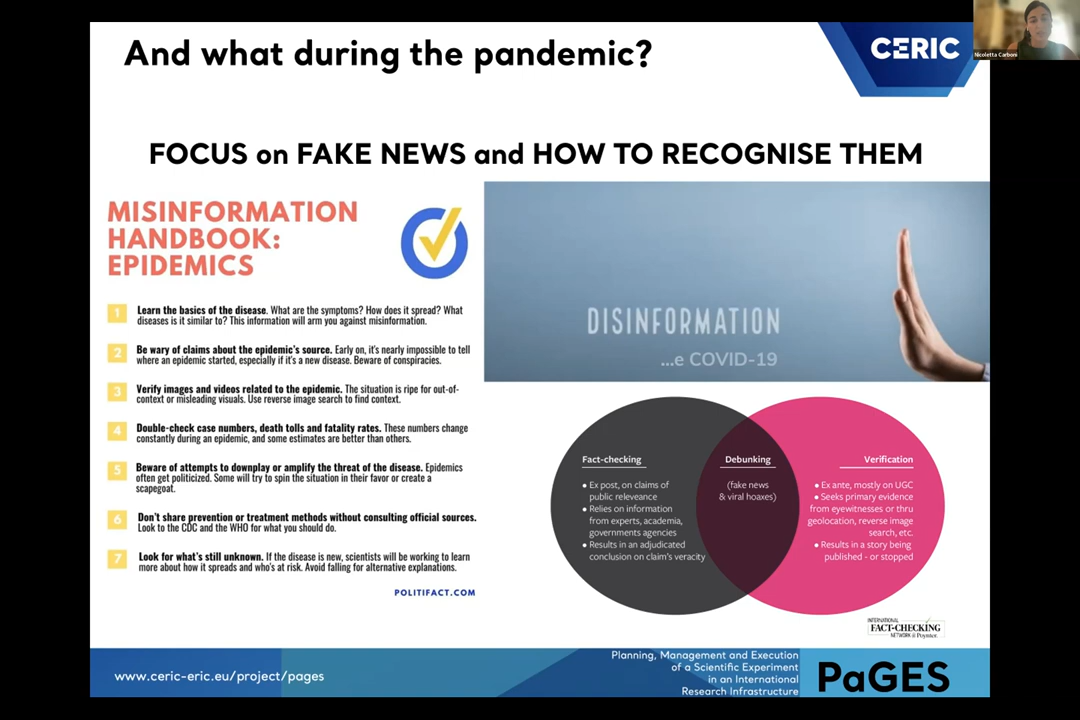 And what during the pandemic?
CERIC
Nicoletta Carboni
FOCUS on FAKE NEWS and HOW TO RECOGNISE THEM
MISINFORMATION
HANDBOOK:
EPIDEMICS
1
Learn the basics of the disease. What are the symptoms? How does it spread? What
diseases is it similar to? This information will arm you against misinformation.
2
Be wary of claims about the epidemic's source. Early on, it's nearly impossible to tell
where an epidemic started, especially if it's a new disease. Beware of conspiracies.
3
Verify images and videos related to the epidemic. The situation is ripe for out-of-
context or misleading visuals. Use reverse image search to find context.
4
Double-check case numbers, death tolls and fatality rates. These numbers change
constantly during an epidemic, and some estimates are better than others.
5
Beware of attempts to downplay or amplify the threat of the disease. Epidemics
often get politicized. Some will try to spin the situation in their favor or create a
scapegoat.
6
Don't share prevention or treatment methods without consulting official sources.
Look to the CDC and the WHO for what you should do.
7
Look for what's still unknown. If the disease is new, scientists will be working to learn
more about how it spreads and who's at risk. Avoid falling for alternative explanations.
POLITIFACT.COM
DISINFORMATION
...e COVID-19
Fact-checking
• Ex post, on claims of
public releveance
• Relies on information
from experts, academia,
governments agencies
• Results in an adjudicated
conclusion on claim's veracity
Debunking
(fake news
& viral hoaxes)
Verification
• Ex ante, mostly on UGC
• Seeks primary evidence
from eyewitnesses or thru
geolocation, reverse image
search, etc.
• Results in a story being
published - or stopped
INTERNATIONAL
FACT-CHECKING
NETWORK @ Poynter.
www.ceric-eric.eu/project/pages
Planning, Management and Execution
of a Scientific Experiment
in an International
Research Infrastructure
PaGES